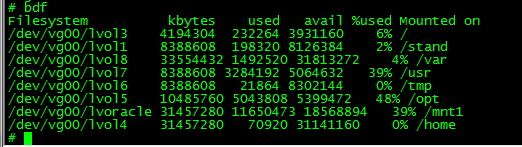 # bdf
Filesystem          kbytes    used   avail %used Mounted on
/dev/vg00/lvol3    4194304  232264 3931160    6% /
/dev/vg00/lvol1    8388608  198320 8126384    2% /stand
/dev/vg00/lvol8    33554432 1492520 31813272    4% /var
/dev/vg00/lvol7    8388608 3284192 5064632   39% /usr
/dev/vg00/lvol6    8388608   21864 8302144    0% /tmp
/dev/vg00/lvol5    10485760 5043808 5399472   48% /opt
/dev/vg00/lvoracle 31457280 11650473 18568894   39% /mnt1
/dev/vg00/lvol4    31457280   70920 31141160    0% /home
#